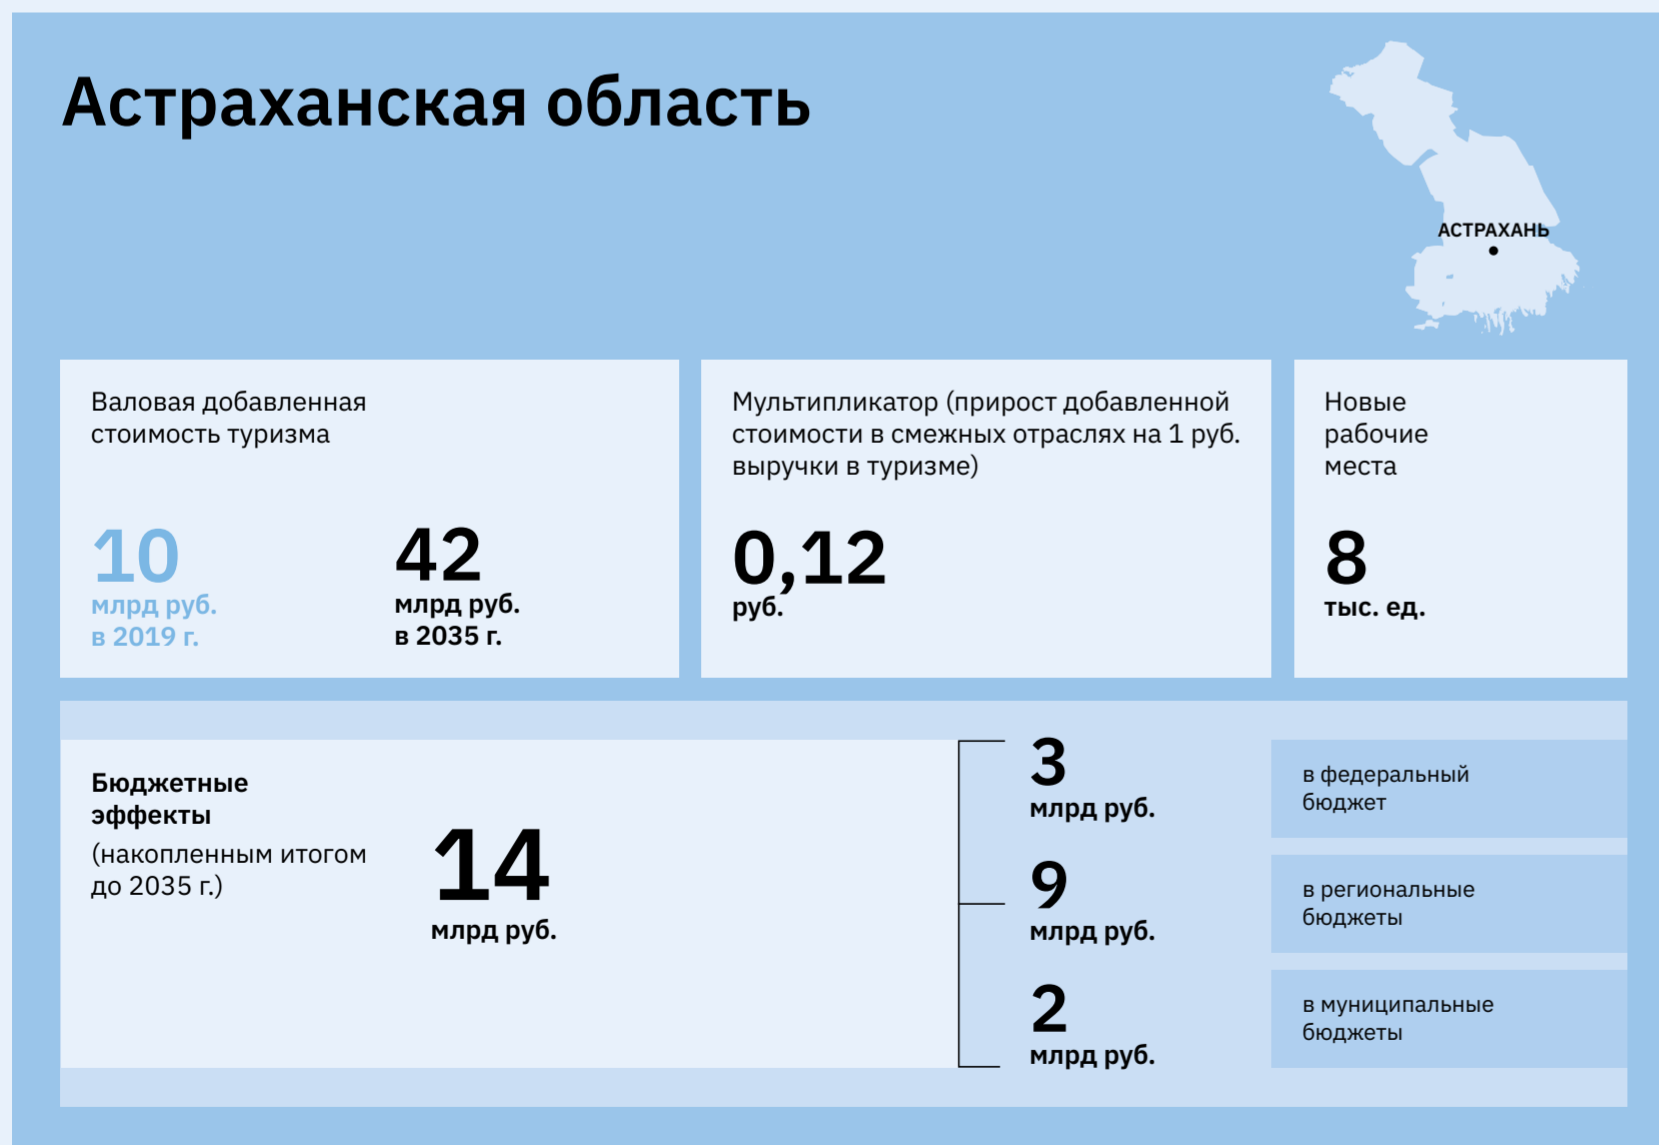 Астраханская область
АСТРАХАНЬ
Валовая добавленная
стоимость туризма
10
млрд руб.
в 2019 г.
42
млрд руб.
в 2035 г.
Мультипликатор (прирост добавленной
стоимости в смежных отраслях на 1 руб.
выручки в туризме)
0,12
руб.
Новые
рабочие
места
8
тыс. ед.
Бюджетные
эффекты
(накопленным итогом
до 2035 г.)
14
млрд руб.
3
млрд руб.
в федеральный
бюджет
9
млрд руб.
в региональные
бюджеты
2
млрд руб.
в муниципальные
бюджеты